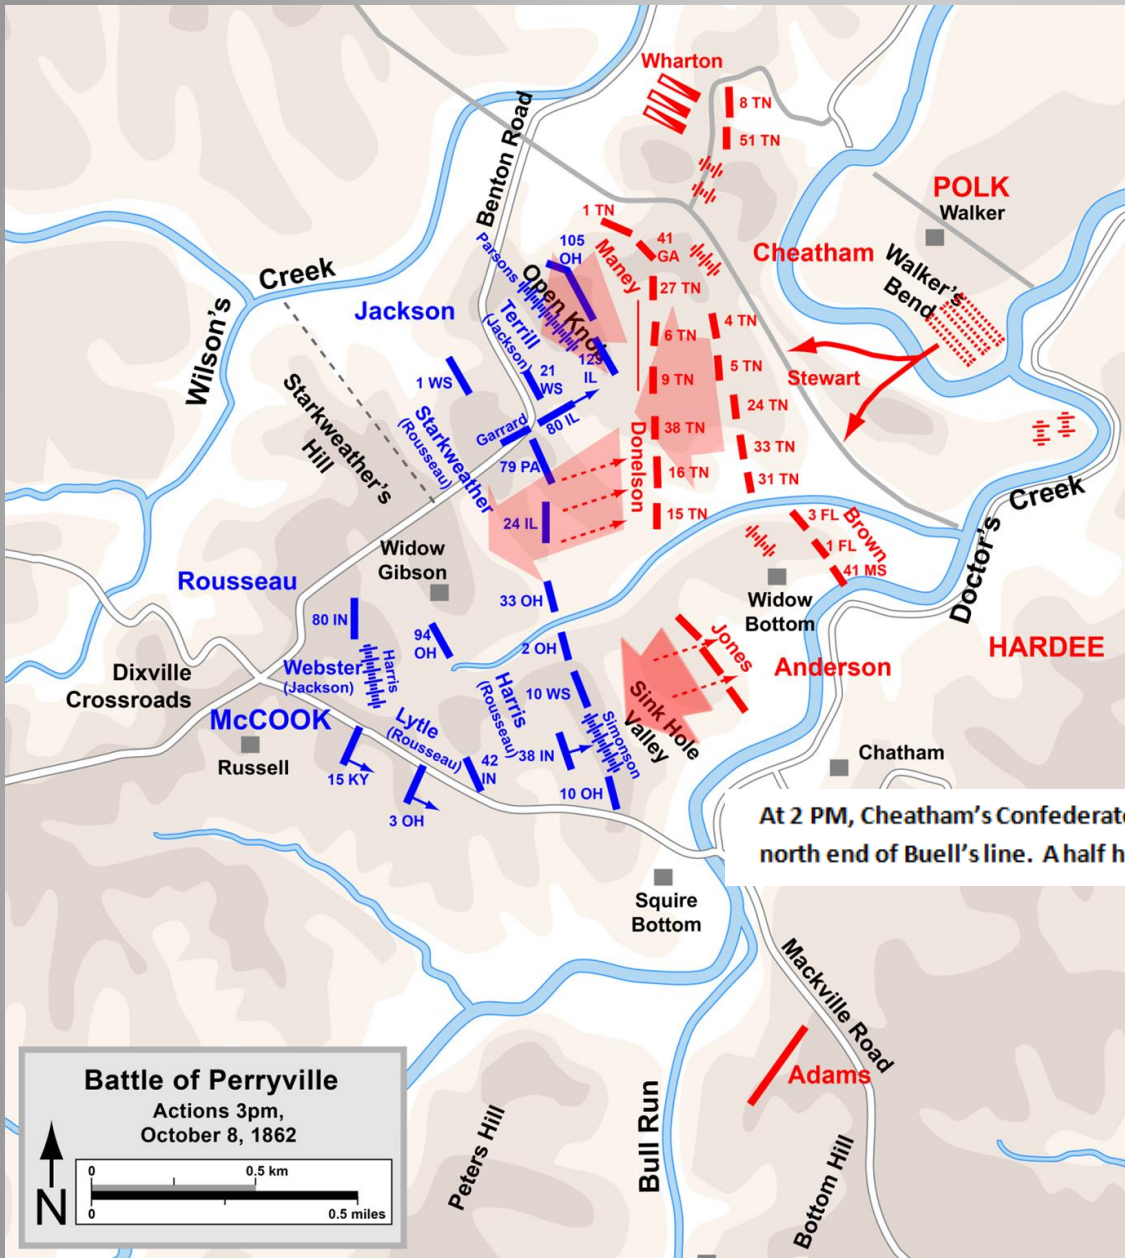 Wharton
8 TN
51 TN
Benton Road
POLK
Walker
1 TN
41
GA
105
OH
Maney
Cheatham
Walker's
Bend
Parsons
Open Knob
27 TN
Wilson's
Creek
Jackson
Terrill
(Jackson)
6 TN
4 TN
123
IL
1 WS
21
WS
9 TN
5 TN
Stewart
Starkweather's
Hill
Starkweather
(Rousseau)
Garrard
80 IL
24 TN
38 TN
33 TN
Donelson
79 PA
16 TN
31 TN
24 IL
15 TN
Doctor's
Creek
3 FL
Brown
1 FL
41 MS
Widow
Gibson
Rousseau
33 OH
Widow
Bottom
80 IN
94
OH
2 OH
Jones
HARDEE
Anderson
Dixville
Crossroads
Webster
(Jackson)
Harris
Harris
(Rousseau)
10 WS
Sink Hole
Valley
McCOOK
Lytle
(Rousseau)
Simonson
38 IN
Russell
15 KY
42
IN
10 OH
Chatham
3 OH
At 2 PM, Cheatham's Confederate
north end of Buell's line. A half h
Squire
Bottom
Mackville Road
Adams
Battle of Perryville
Actions 3pm,
October 8, 1862
0
0.5 km
N
0
0.5 miles
Peters Hill
Bull Run
Bottom Hill